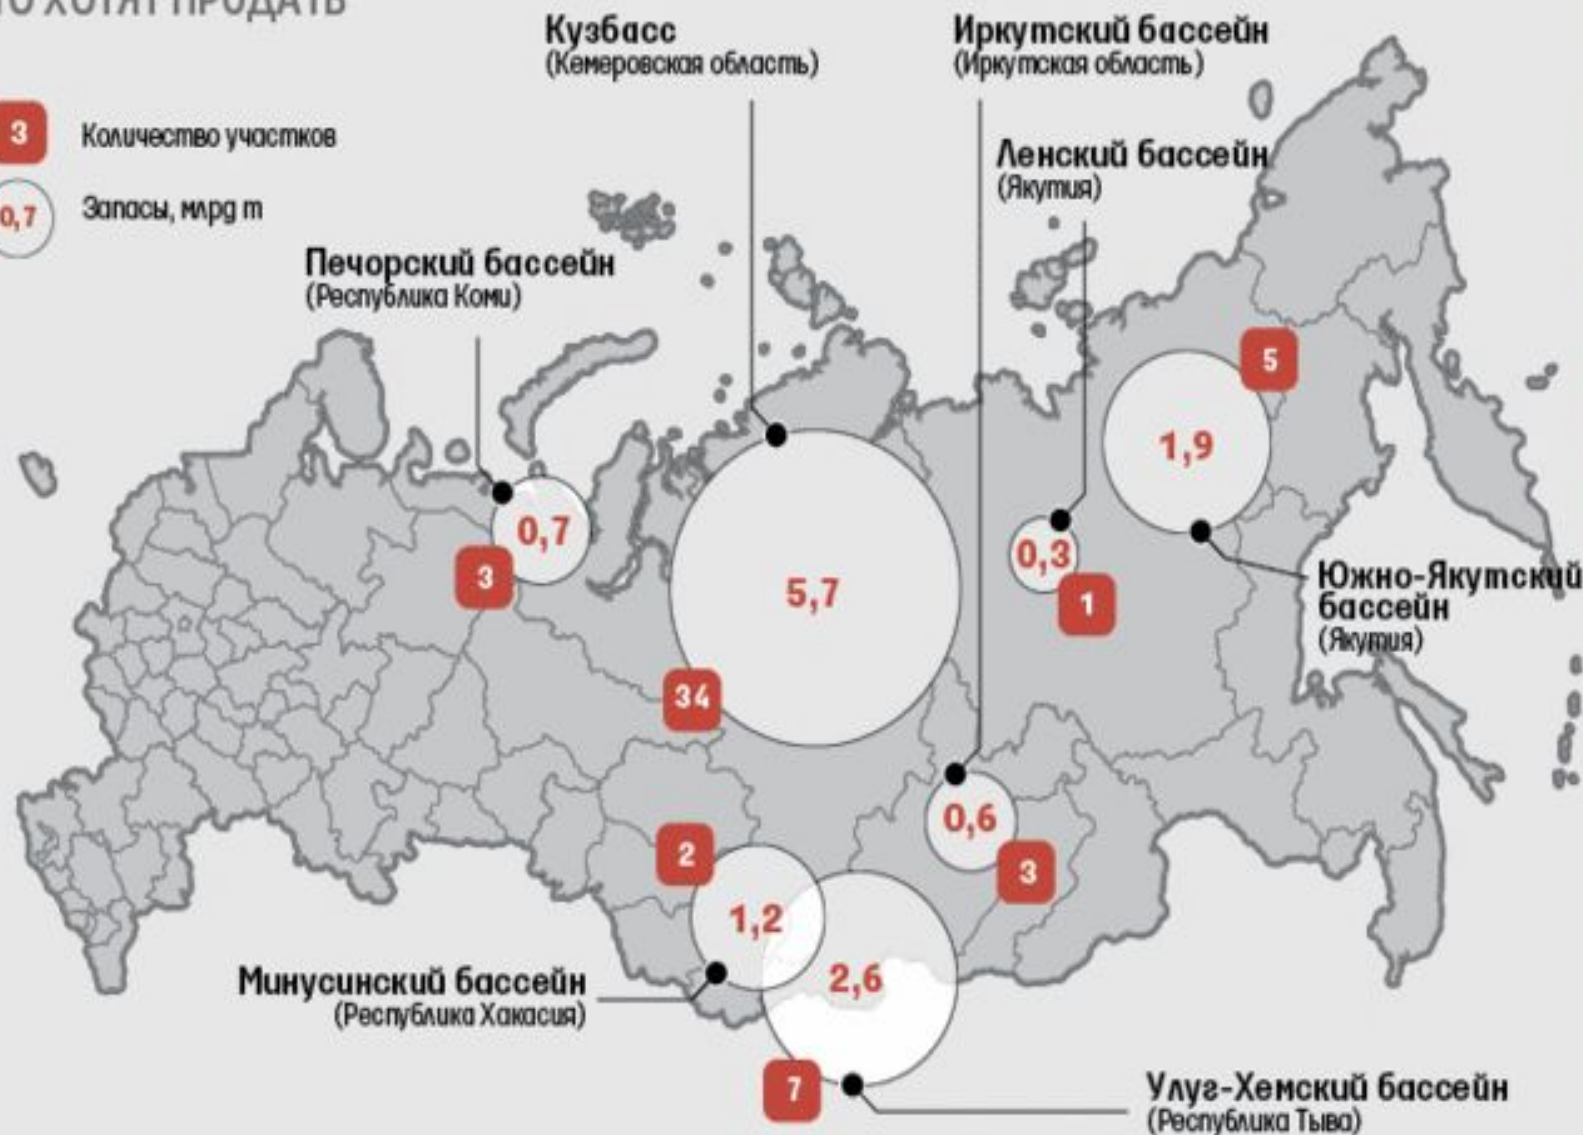 ХОТЯТ ПРОДАТЬ
Кузбасс
(Кемеровская область)
Иркутский бассейн
(Иркутская область)
3
Количество участков
0,7
Запасы, млрд т
Ленский бассейн
(Якутия)
Печорский бассейн
(Республика Коми)
5
1,9
0,7
3
5,7
34
0,3
1
Южно-Якутский
бассейн
(Якутия)
0,6
3
2
1,2
2,6
7
Минусинский бассейн
(Республика Хакасия)
Улуг-Хемский бассейн
(Республика Тыва)